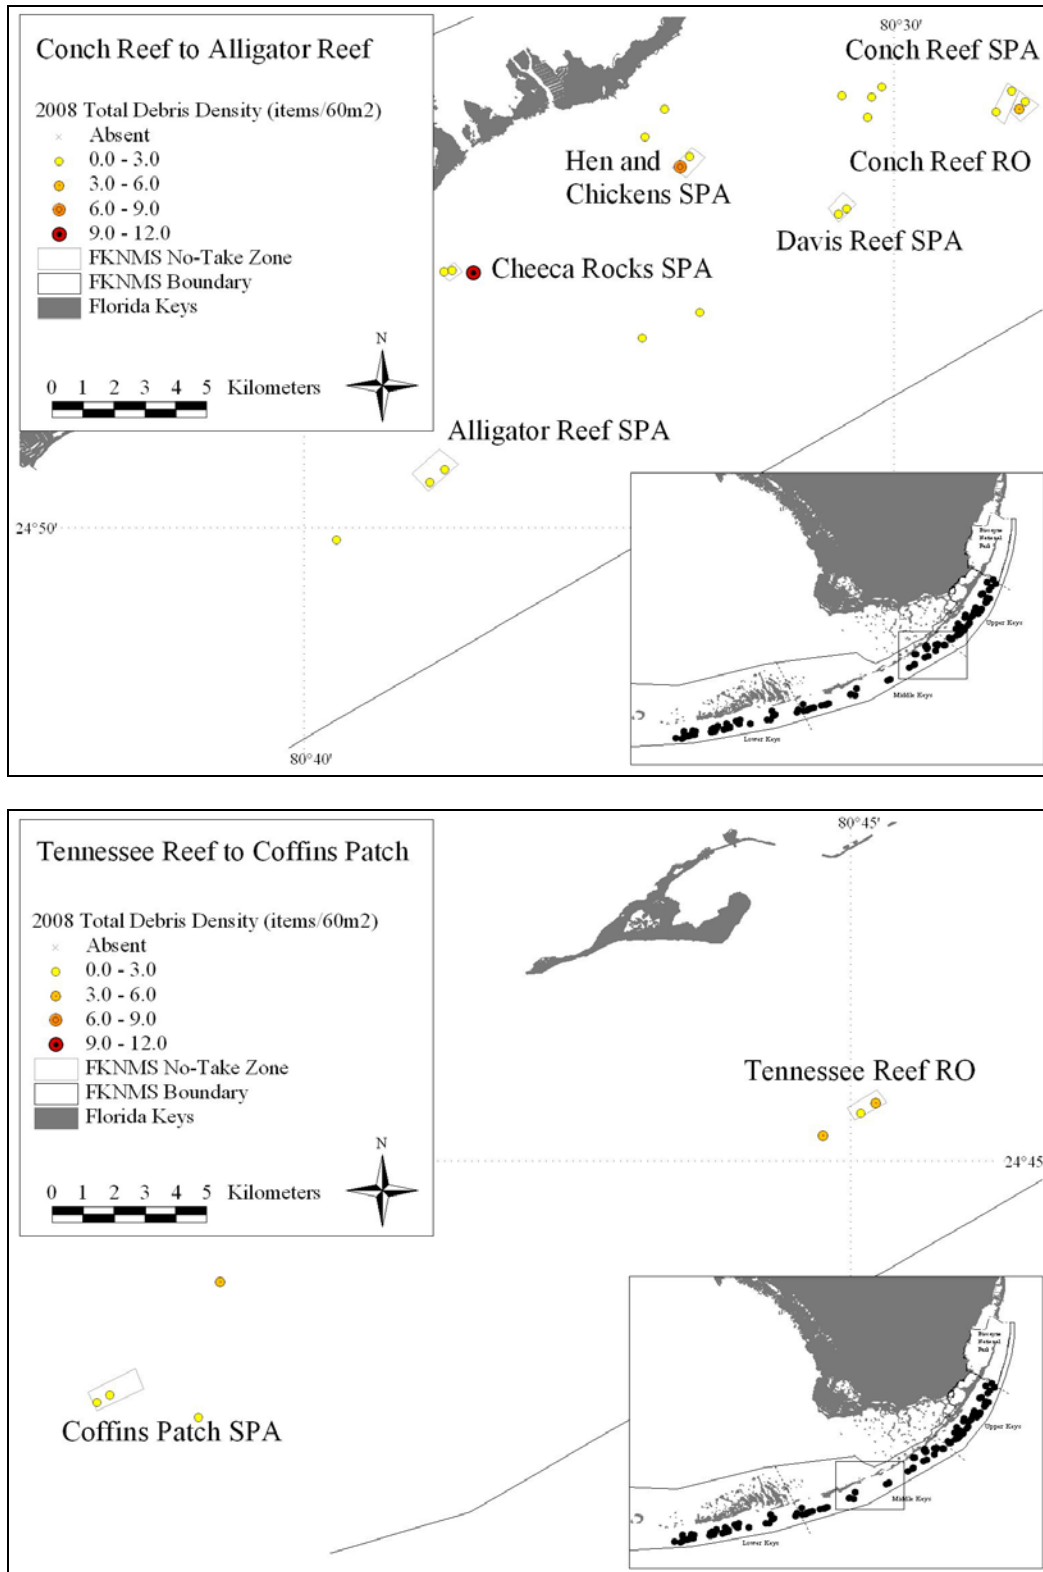 Conch Reef to Alligator Reef
2008 Total Debris Density (items/60m2)
Absent
0.0 - 3.0
3.0 - 6.0
6.0 - 9.0
9.0 - 12.0
FKNMS No-Take Zone
FKNMS Boundary
Florida Keys
N
0 1 2 3 4 5 Kilometers
80°30'
Conch Reef SPA
Hen and
Chickens SPA
Conch Reef RO
Davis Reef SPA
Cheeca Rocks SPA
Alligator Reef SPA
24°50'
80°40'
Biscayne
National
Park
Upper Keys
Middle Keys
Lower Keys
Tennessee Reef to Coffins Patch
2008 Total Debris Density (items/60m2)
Absent
0.0 - 3.0
3.0 - 6.0
6.0 - 9.0
9.0 - 12.0
FKNMS No-Take Zone
FKNMS Boundary
Florida Keys
N
0 1 2 3 4 5 Kilometers
80°45'
Tennessee Reef RO
24°45'
Coffins Patch SPA
Biscayne
National
Park
Upper Keys
Middle Keys
Lower Keys